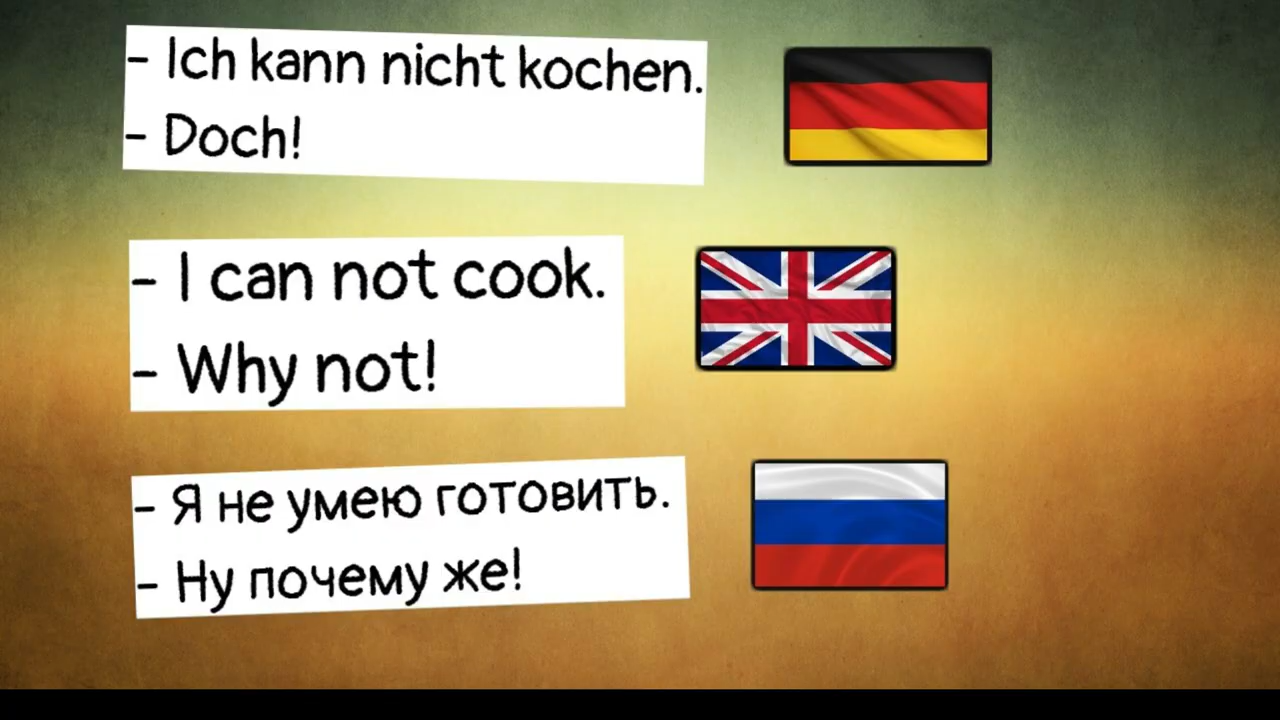 - Ich kann nicht kochen.
- Doch!
- I can not cook.
- Why not!
- Я не умею готовить.
- Ну почему же!